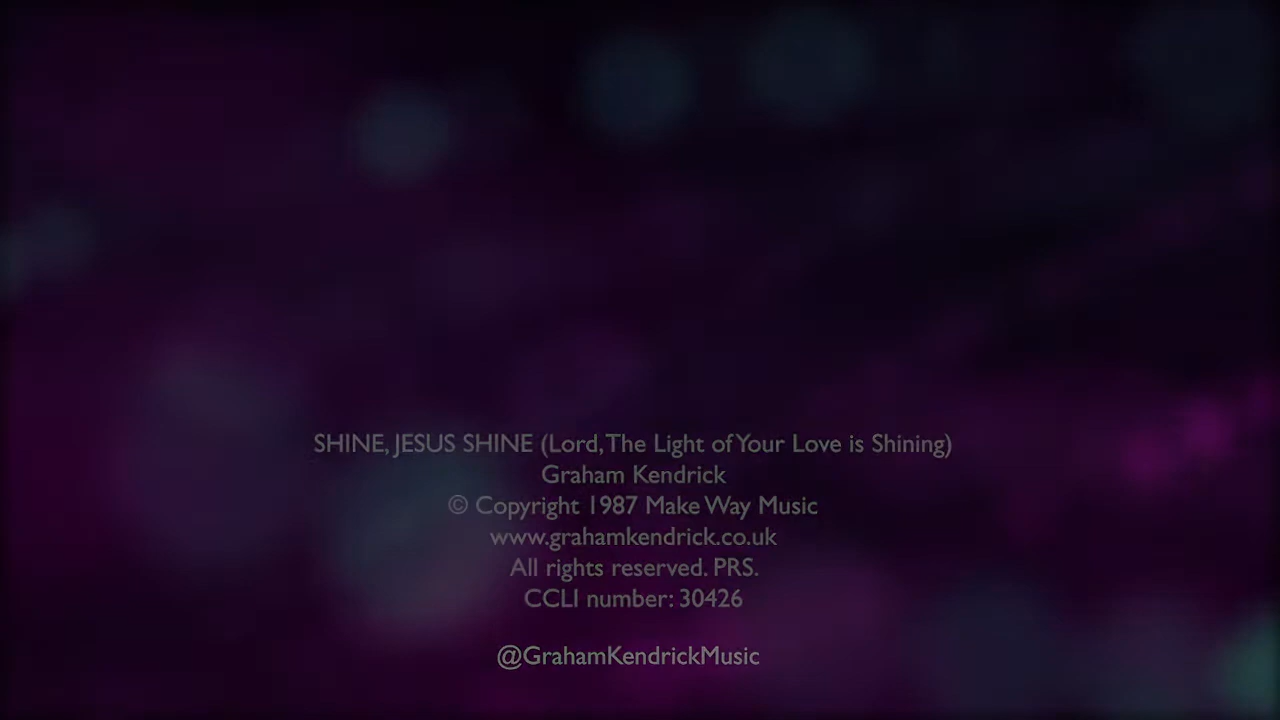 SHINE, JESUS SHINE (Lord, The Light of Your Love is Shining)
Graham Kendrick
© Copyright 1987 Make Way Music
www.grahamkendrick.co.uk
All rights reserved. PRS.
CCLI number: 30426
@GrahamKendrickMusic